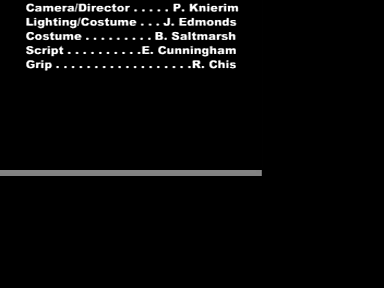 Camera/Director . . . . . P. Knierim
Lighting/Costume . . . J. Edmonds
Costume . . . . . . . . . B. Saltmarsh
Script . . . . . . . . . .E. Cunningham
Grip . . . . . . . . . . . . . . . . . .R. Chis